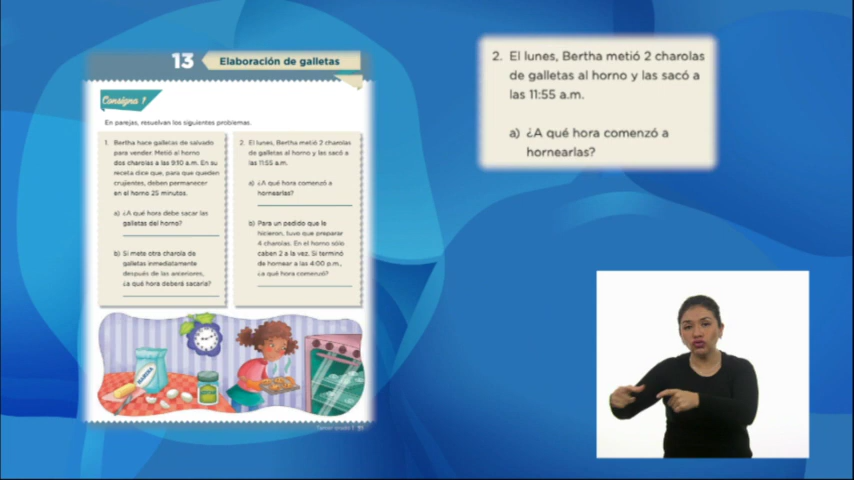 13
Elaboración de galletas
Consigna 1
En parejas, resuelvan los siguientes problemas.
1. Bertha hace galletas de salvado
para vender. Metió al horno
dos charolas a las 9:10 a.m. En su
receta dice que, para que queden
crujientes, deben permanecer
en el horno 25 minutos.
a) ¿A qué hora debe sacar las
galletas del horno?
b) Si mete otra charola de
galletas inmediatamente
después de las anteriores,
¿a qué hora deberá sacarla?
2. El lunes, Bertha metió 2 charolas
de galletas al horno y las sacó a
las 11:55 a.m.
a) ¿A qué hora comenzó a
hornearlas?
b) Para un pedido que le
hicieron, tuvo que preparar
4 charolas. En el horno sólo
caben 2 a la vez. Si terminó
de hornear a las 4:00 p.m.,
¿a qué hora comenzó?
HARINA
Tercer grado | 31
2. El lunes, Bertha metió 2 charolas
de galletas al horno y las sacó a
las 11:55 a.m.
a) ¿A qué hora comenzó a
hornearlas?